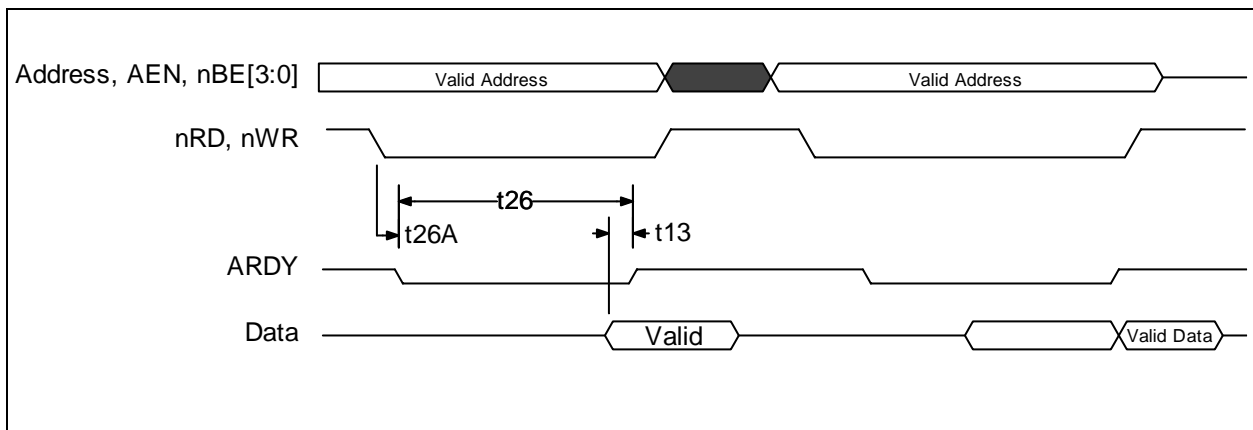 Address, AEN, nBE[3:0]
Valid Address
Valid Address
nRD, nWR
t26
t26A
t13
ARDY
Data
Valid
Valid Data